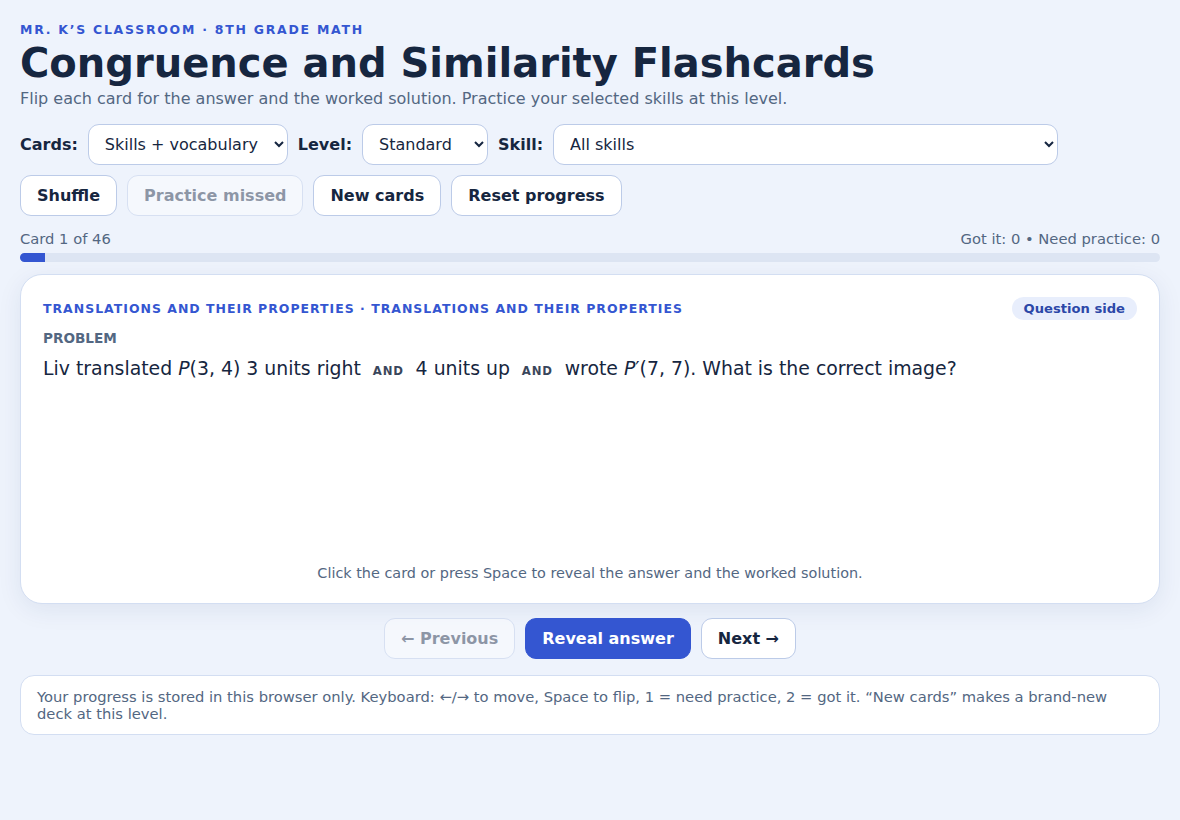 MR. K’S CLASSROOM · 8TH GRADE MATH
Congruence and Similarity Flashcards
Flip each card for the answer and the worked solution. Practice your selected skills at this level.
Cards: Skills + vocabulary Level: Standard Skill: All skills
Shuffle Practice missed New cards Reset progress
Card 1 of 46 Got it: 0 • Need practice: 0
TRANSLATIONS AND THEIR PROPERTIES · TRANSLATIONS AND THEIR PROPERTIES Question side
PROBLEM
Liv translated P(3, 4) 3 units right AND 4 units up AND wrote P′(7, 7). What is the correct image?
Click the card or press Space to reveal the answer and the worked solution.
← Previous Reveal answer Next →
Your progress is stored in this browser only. Keyboard: ←/→ to move, Space to flip, 1 = need practice, 2 = got it. “New cards” makes a brand-new
deck at this level.